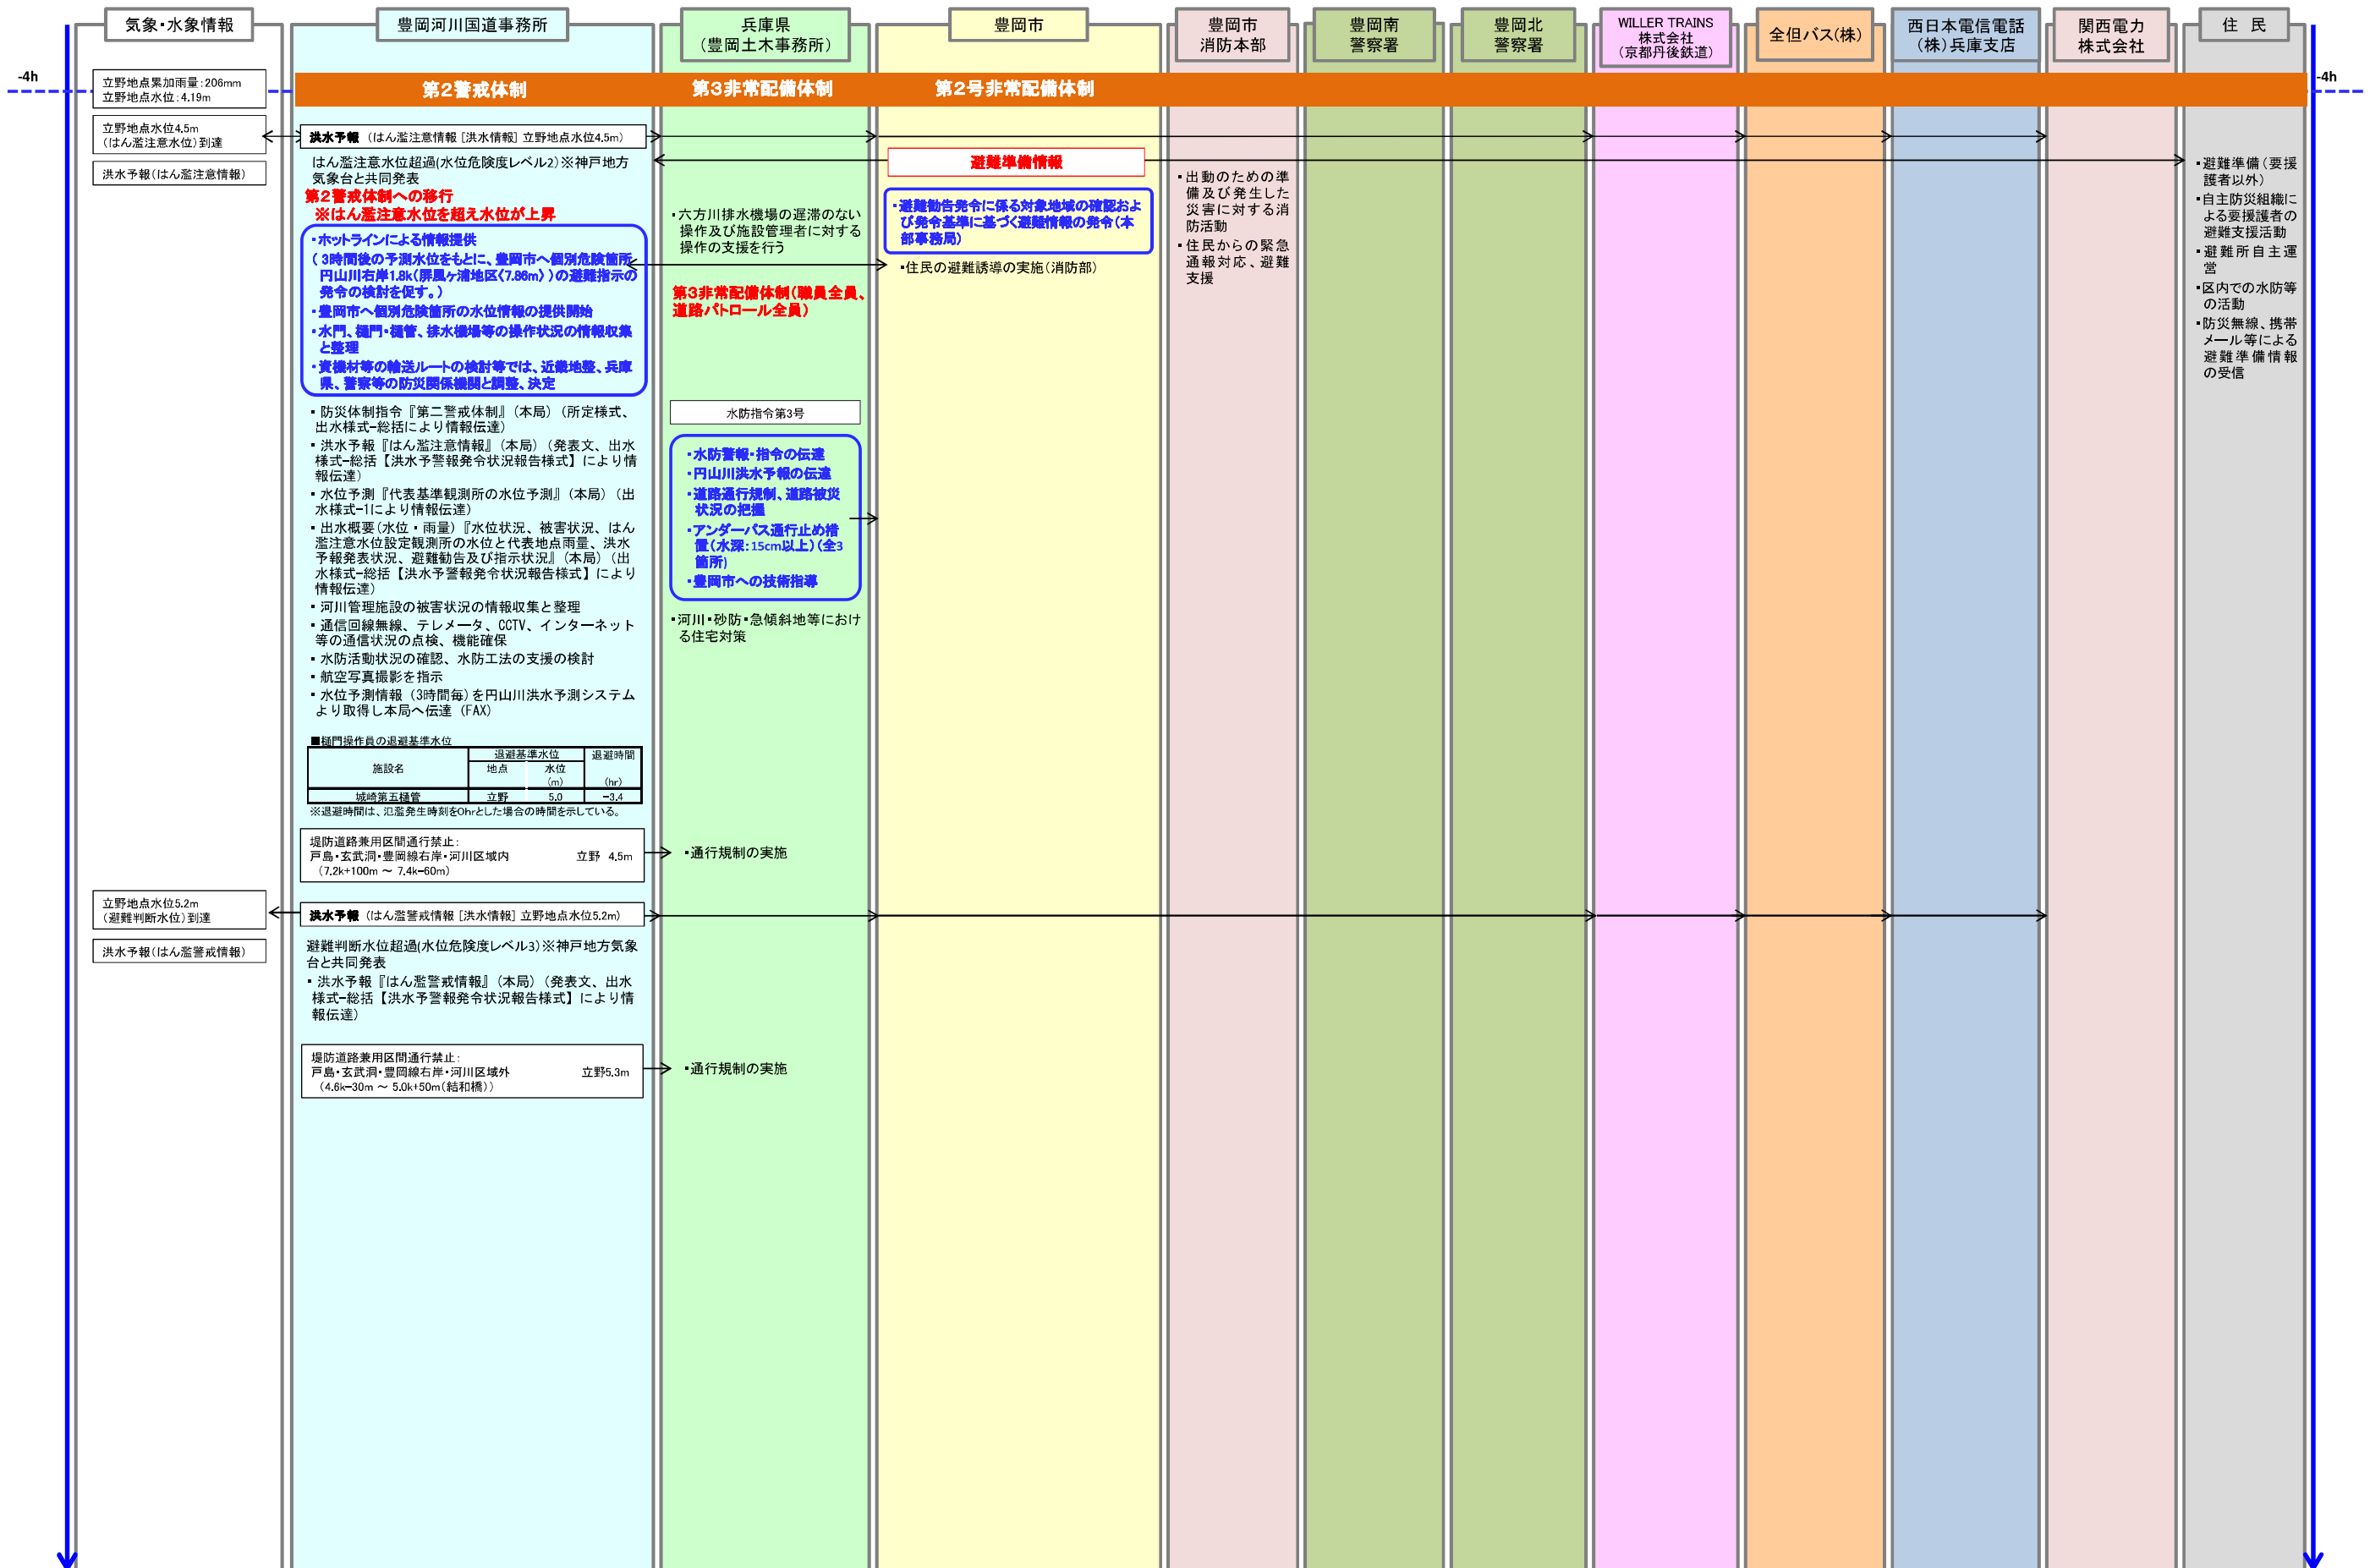 気象・水象情報
豊岡河川国道事務所
兵庫県
（豊岡土木事務所）
豊岡市
豊岡市
消防本部
豊岡南
警察署
豊岡北
警察署
WILLER TRAINS
株式会社
（京都丹後鉄道）
全但バス(株)
西日本電信電話
(株)兵庫支店
関西電力
株式会社
住　民
-4h
-4h
立野地点累加雨量：206mm
立野地点水位：4.19m
第2警戒体制
第3非常配備体制
第2号非常配備体制
立野地点水位4.5m
（はん濫注意水位）到達
洪水予報（はん濫注意情報）
洪水予報（はん濫注意情報［洪水情報］立野地点水位4.5m）
はん濫注意水位超過(水位危険度レベル2)※神戸地方
気象台と共同発表
第2警戒体制への移行
※はん濫注意水位を超え水位が上昇
・ホットラインによる情報提供
（ 3時間後の予測水位をもとに、豊岡市へ個別危険箇所
円山川右岸1.8k（屏風ヶ浦地区〈7.86m〉）の避難指示の
発令の検討を促す。）
・豊岡市へ個別危険箇所の水位情報の提供開始
・水門、樋門・樋管、排水機場等の操作状況の情報収集
と整理
・資機材等の輸送ルートの検討等では、近畿地整、兵庫
県、警察等の防災関係機関と調整、決定
・防災体制指令『第二警戒体制』（本局）（所定様式、
出水様式-総括により情報伝達）
・洪水予報『はん濫注意情報』（本局）（発表文、出水
様式-総括【洪水予警報発令状況報告様式】により情
報伝達）
・水位予測『代表基準観測所の水位予測』（本局）（出
水様式-1により情報伝達）
・出水概要（水位・雨量）『水位状況、被害状況、はん
濫注意水位設定観測所の水位と代表地点雨量、洪水
予報発表状況、避難勧告及び指示状況』（本局）（出
水様式-総括【洪水予警報発令状況報告様式】により
情報伝達）
・河川管理施設の被害状況の情報収集と整理
・通信回線無線、テレメータ、CCTV、インターネット
等の通信状況の点検、機能確保
・水防活動状況の確認、水防工法の支援の検討
・航空写真撮影を指示
・水位予測情報（3時間毎）を円山川洪水予測システム
より取得し本局へ伝達（FAX）
■樋門操作員の退避基準水位
施設名　退避基準水位　退避時間
地点　水位
(m)　(hr)
城崎第五樋管　立野　5.0　-3.4
※退避時間は、氾濫発生時刻を0hrとした場合の時間を示している。
堤防道路兼用区間通行禁止：
戸島・玄武洞・豊岡線右岸・河川区域内　立野　4.5m
（7.2k+100m ～ 7.4k-60m）
立野地点水位5.2m
（避難判断水位）到達
洪水予報（はん濫警戒情報）
洪水予報（はん濫警戒情報［洪水情報］立野地点水位5.2m）
避難判断水位超過(水位危険度レベル3)※神戸地方気象
台と共同発表
・洪水予報『はん濫警戒情報』（本局）（発表文、出水
様式-総括【洪水予警報発令状況報告様式】により情
報伝達）
堤防道路兼用区間通行禁止：
戸島・玄武洞・豊岡線右岸・河川区域外　立野5.3m
（4.6k-30m ～ 5.0k+50m（結和橋））
・六方川排水機場の遅滞のない
操作及び施設管理者に対する
操作の支援を行う
第3非常配備体制（職員全員、
道路パトロール全員）
水防指令第3号
・水防警報・指令の伝達
・円山川洪水予報の伝達
・道路通行規制、道路被災
状況の把握
・アンダーパス通行止め措
置（水深：15cm以上）（全3
箇所）
・豊岡市への技術指導
・河川・砂防・急傾斜地等におけ
る住宅対策
・通行規制の実施
・通行規制の実施
避難準備情報
・避難勧告発令に係る対象地域の確認およ
び発令基準に基づく避難情報の発令（本
部事務局）
・住民の避難誘導の実施（消防部）
・出動のための準
備及び発生した
災害に対する消
防活動
・住民からの緊急
通報対応、避難
支援
・避難準備（要援
護者以外）
・自主防災組織に
よる要援護者の
避難支援活動
・避難所自主運
営
・区内での水防等
の活動
・防災無線、携帯
メール等による
避難準備情報
の受信